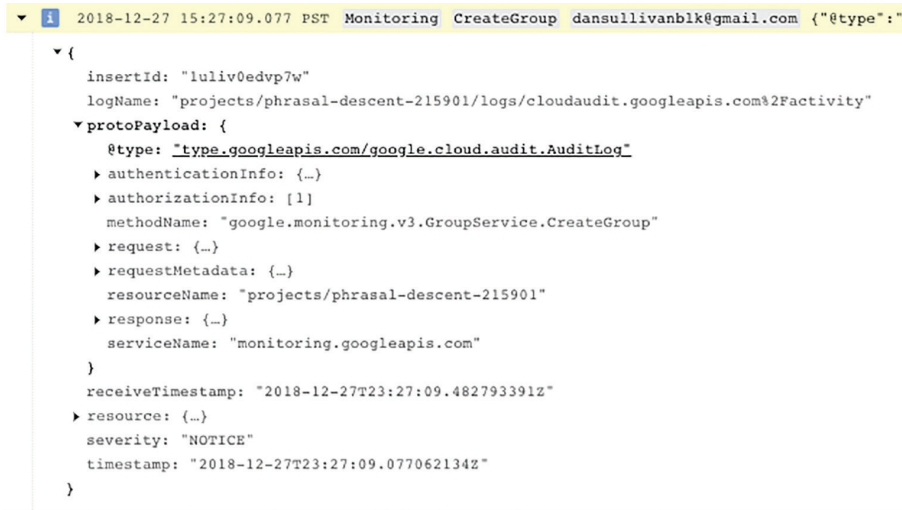 2018-12-27 15:27:09.077 PST Monitoring CreateGroup dansullivanblk@gmail.com {"@type":"
{
insertId: "1uliv0edvp7w"
logName: "projects/phrasal-descent-215901/logs/cloudaudit.googleapis.com%2Factivity"
protoPayload: {
@type: "type.googleapis.com/google.cloud.audit.AuditLog"
authenticationInfo: {…}
authorizationInfo: [1]
methodName: "google.monitoring.v3.GroupService.CreateGroup"
request: {…}
requestMetadata: {…}
resourceName: "projects/phrasal-descent-215901"
response: {…}
serviceName: "monitoring.googleapis.com"
}
receiveTimestamp: "2018-12-27T23:27:09.482793391Z"
resource: {…}
severity: "NOTICE"
timestamp: "2018-12-27T23:27:09.077062134Z"
}